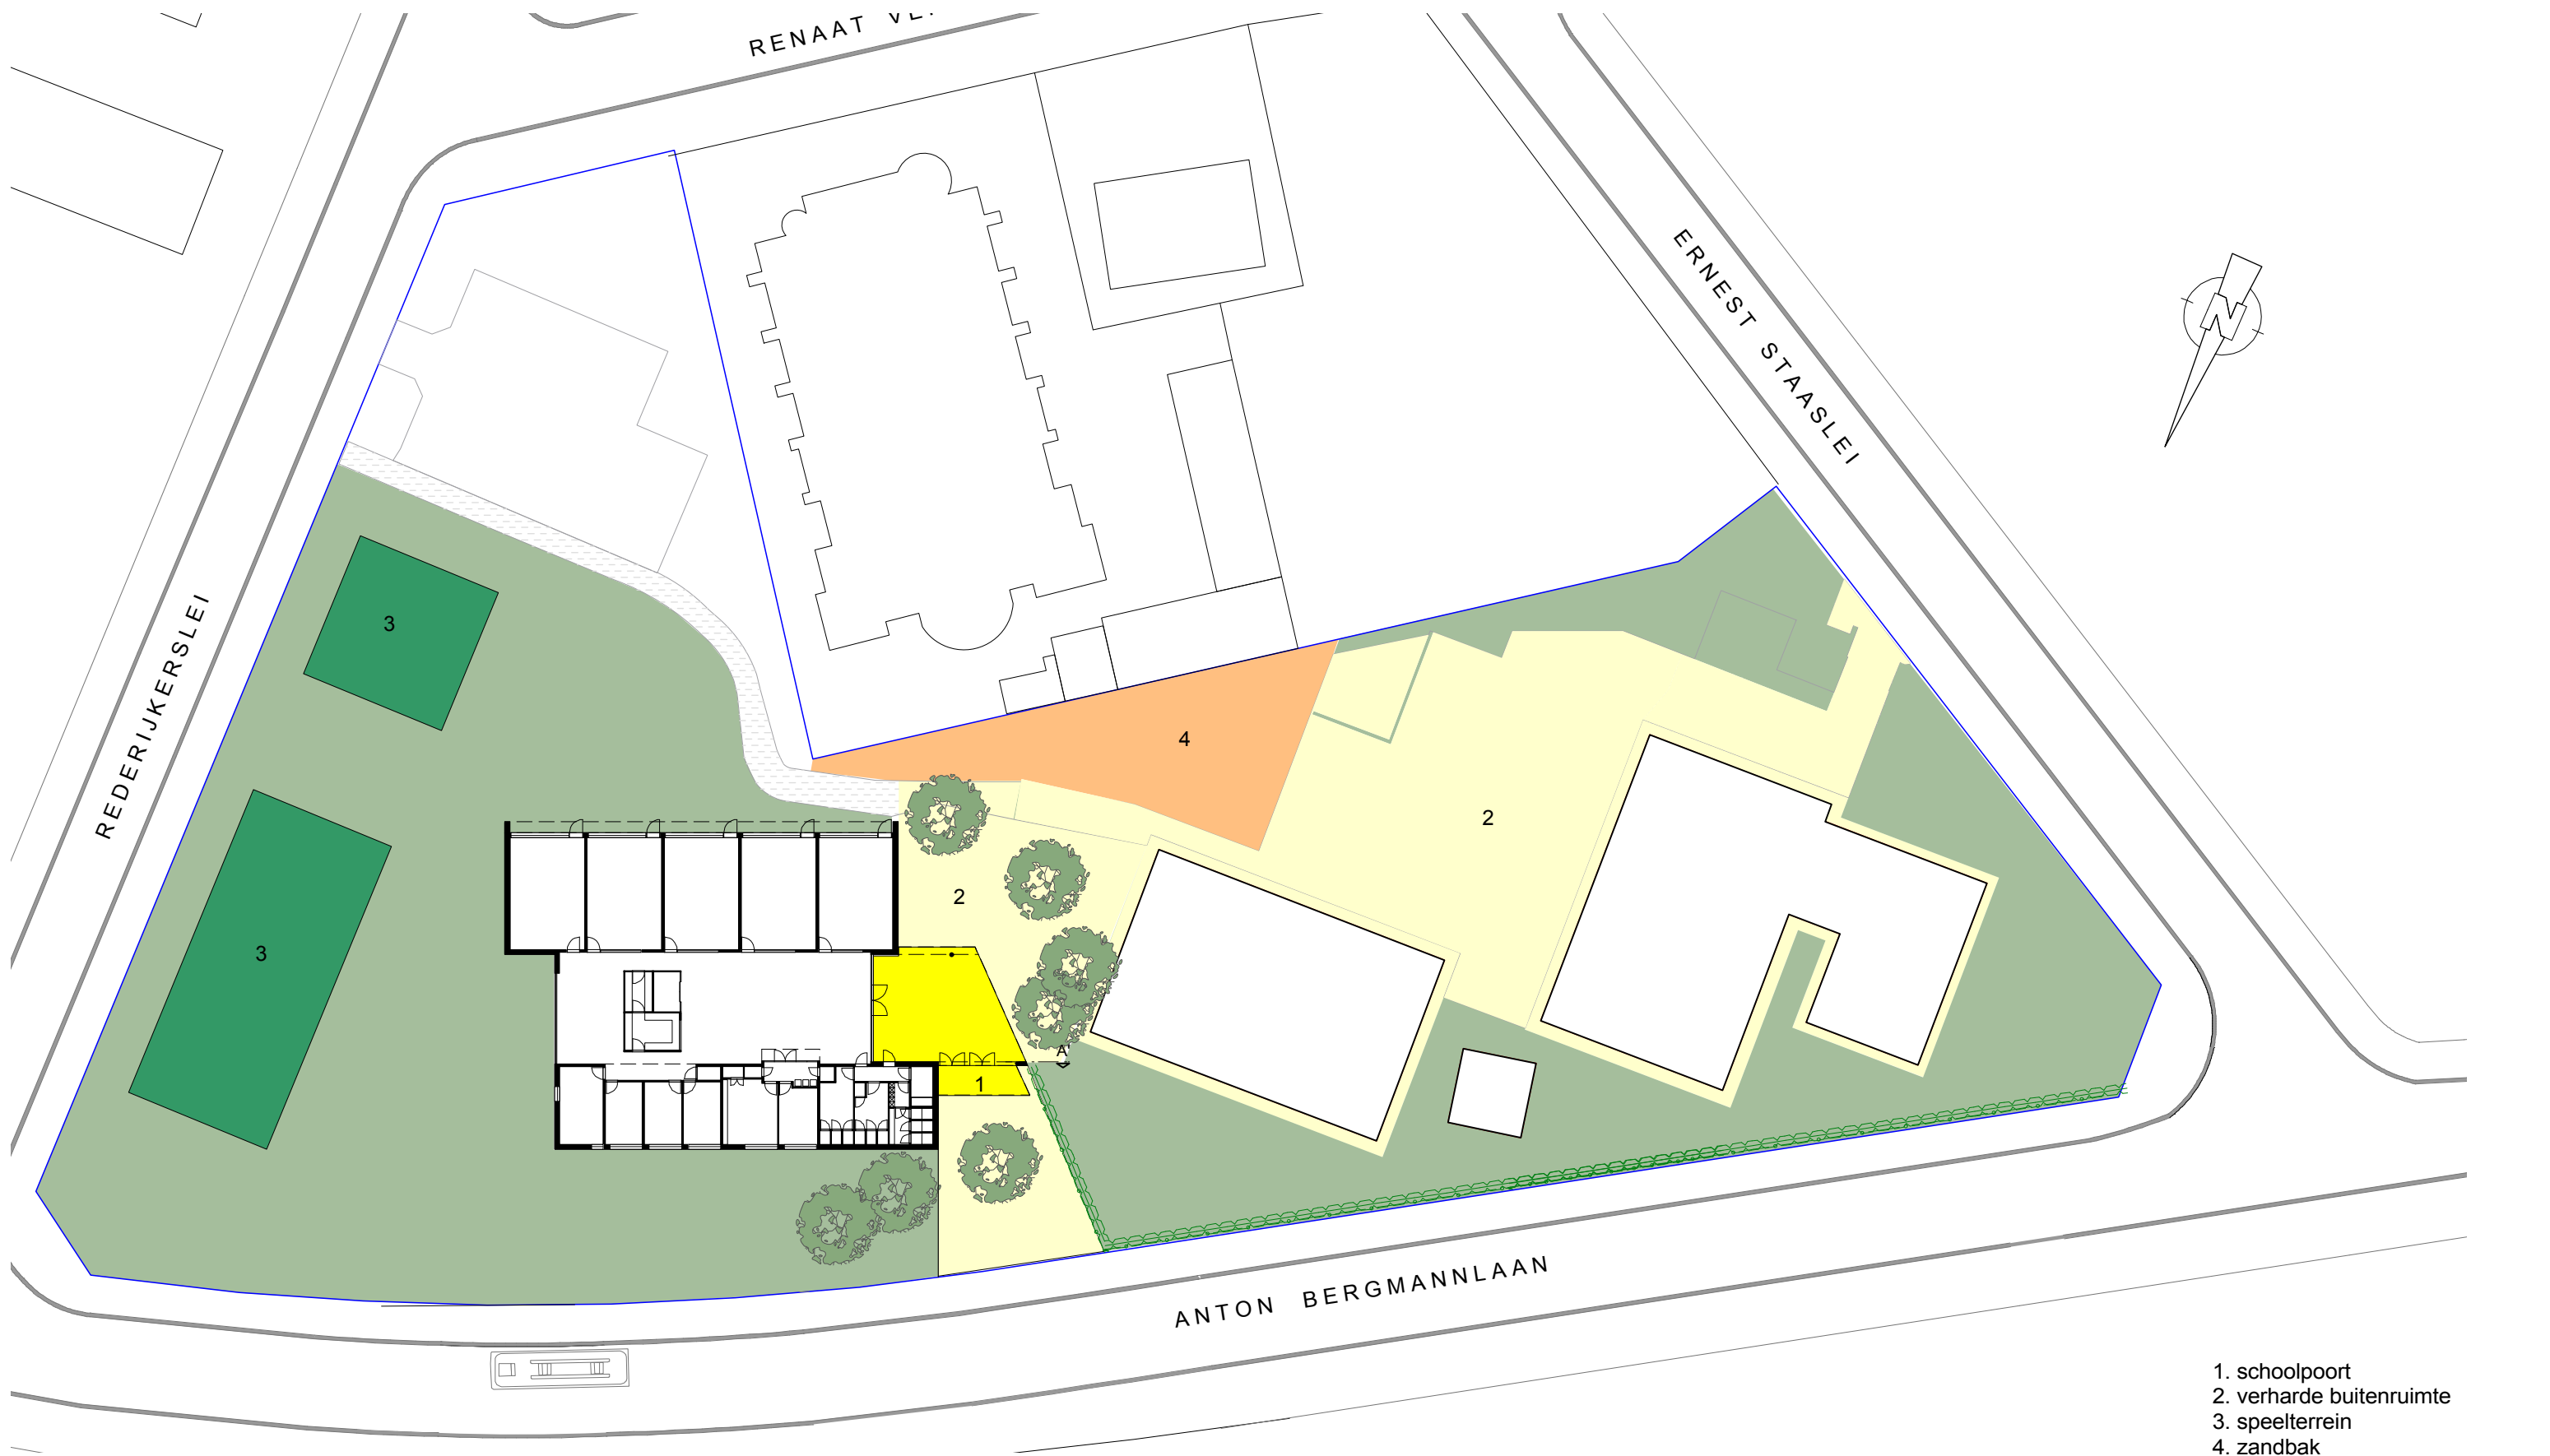 RENAAT
ERNEST STAASLEI
N
REDERIJKERSLEI
3
4
2
2
3
A'
1
ANTON BERGMANNLAAN
1. schoolpoort
2. verharde buitenruimte
3. speelterrein
4. zandbak